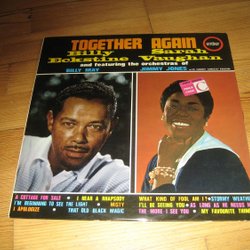 TOGETHER AGAIN
Billy Eckstine Sarah Vaughan
and featuring the orchestras of
BILLY MAY JIMMY JONES
A COTTAGE FOR SALE • I HEAR A RHAPSODY
I'M BEGINNING TO SEE THE LIGHT • MISTY
I APOLOGIZE • THAT OLD BLACK MAGIC
WHAT KIND OF FOOL AM I? • STORMY WEATHER
I'LL BE SEEING YOU • AS LONG AS HE NEEDS ME
THE MORE I SEE YOU • MY FAVOURITE THINGS